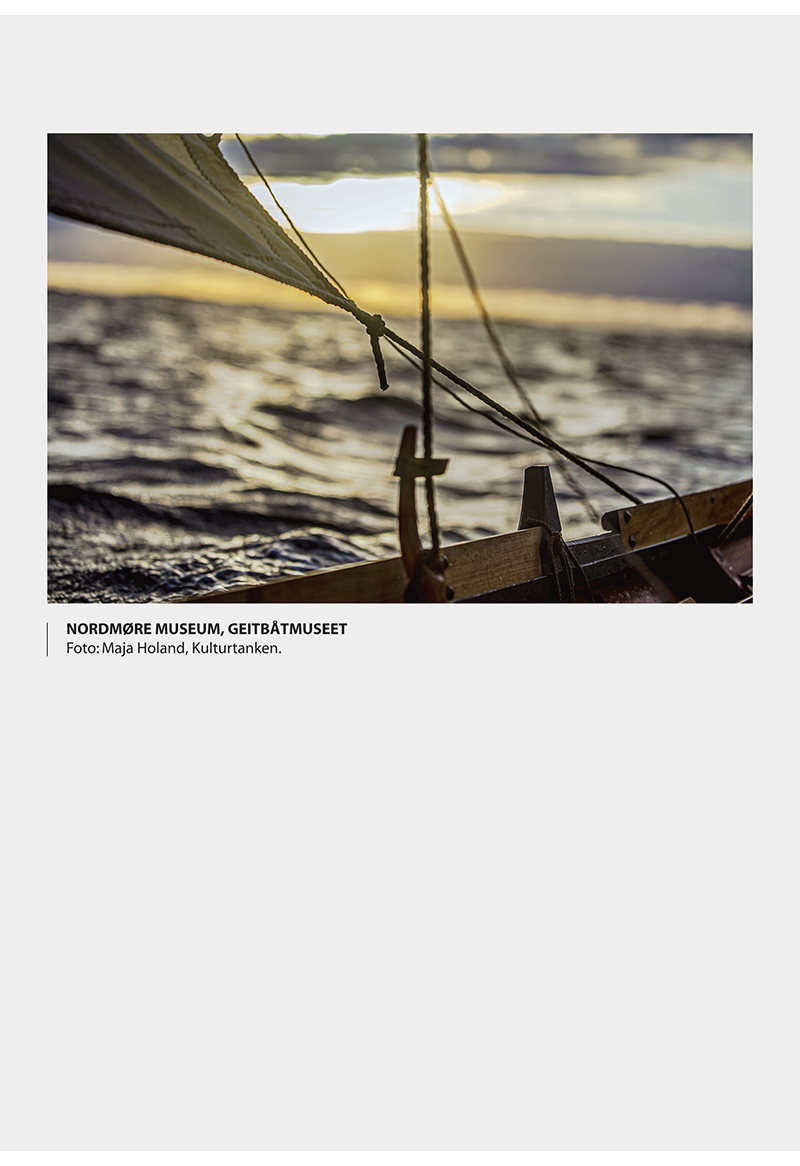 NORDMØRE MUSEUM, GEITBÅTMUSEET
Foto: Maja Holand, Kulturtanken.